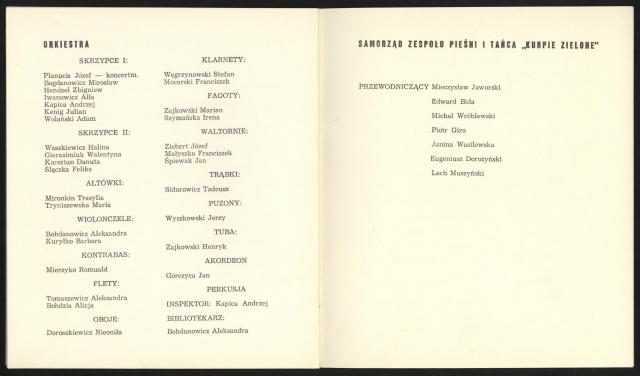 ORKIESTRA
SKRZYPCE I:
Planucis Józef — koncertm.
Bogdanowicz Mirosław
Hendzel Zbigniew
Iwanowicz Alła
Kapica Andrzej
Kenig Julian
Wolański Adam
SKRZYPCE II:
Waszkiewicz Halina
Gierasimiuk Walentyna
Korsztun Danuta
Slączka Feliks
ALTÓWKI:
Mironkin Trasylia
Tryniszewska Maria
WIOLONCZELE:
Bohdanowicz Aleksandra
Kuryłko Barbara
KONTRABAS:
Mierzyko Romuald
FLETY:
Tomaszewicz Aleksandra
Bohdzia Alicja
OBOJE:
Doroszkiewicz Nieoniła
KLARNETY:
Węgrzynowski Stefan
Mocarski Franciszek
FAGOTY:
Zajkowski Marian
Szymańska Irena
WALTORNIE:
Ziebert Józef
Małyszko Franciszek
Śpiewak Jan
TRĄBKI:
Sidorowicz Tadeusz
PUZONY:
Wyszkowski Jerzy
TUBA:
Zajkowski Henryk
AKORDEON
Gorczyca Jan
PERKUSJA
INSPEKTOR: Kapica Andrzej
BIBLIOTEKARZ:
Bohdanowicz Aleksandra
SAMORZĄD ZESPOŁU PIEŚNI I TAŃCA „KURPIE ZIELONE"
PRZEWODNICZĄCY Mieczysław Jaworski
Edward Bida
Michał Wróblewski
Piotr Giro
Janina Wasilewska
Eugeniusz Dorożyński
Lech Muszyński